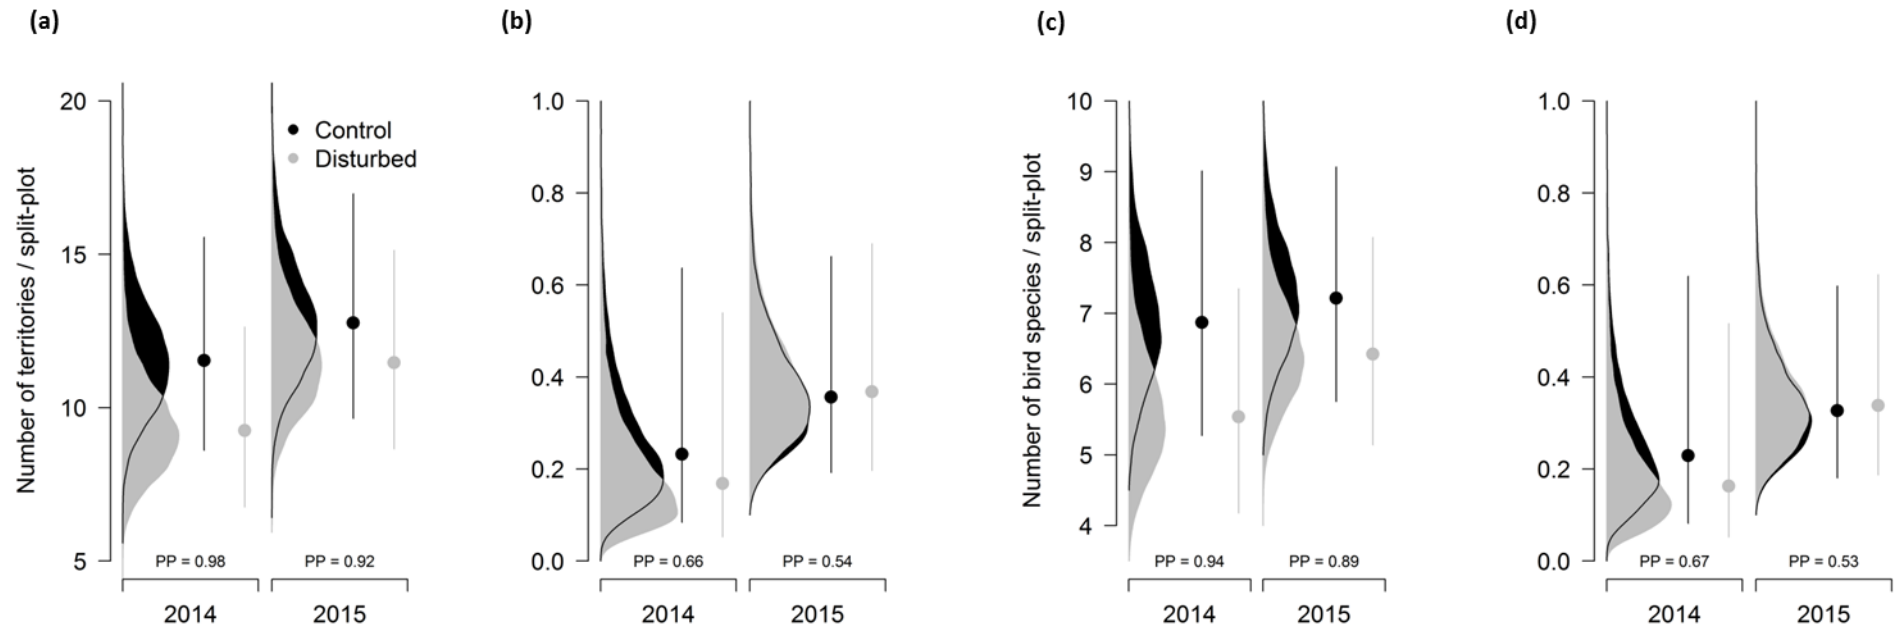 (a)
(b)
(c)
(d)
Number of territories / split-plot
20
15
10
5
Control
Disturbed
PP = 0.98
PP = 0.92
2014
2015
1.0
0.8
0.6
0.4
0.2
0.0
PP = 0.66
PP = 0.54
2014
2015
Number of bird species / split-plot
10
9
8
7
6
5
4
PP = 0.94
PP = 0.89
2014
2015
1.0
0.8
0.6
0.4
0.2
0.0
PP = 0.67
PP = 0.53
2014
2015